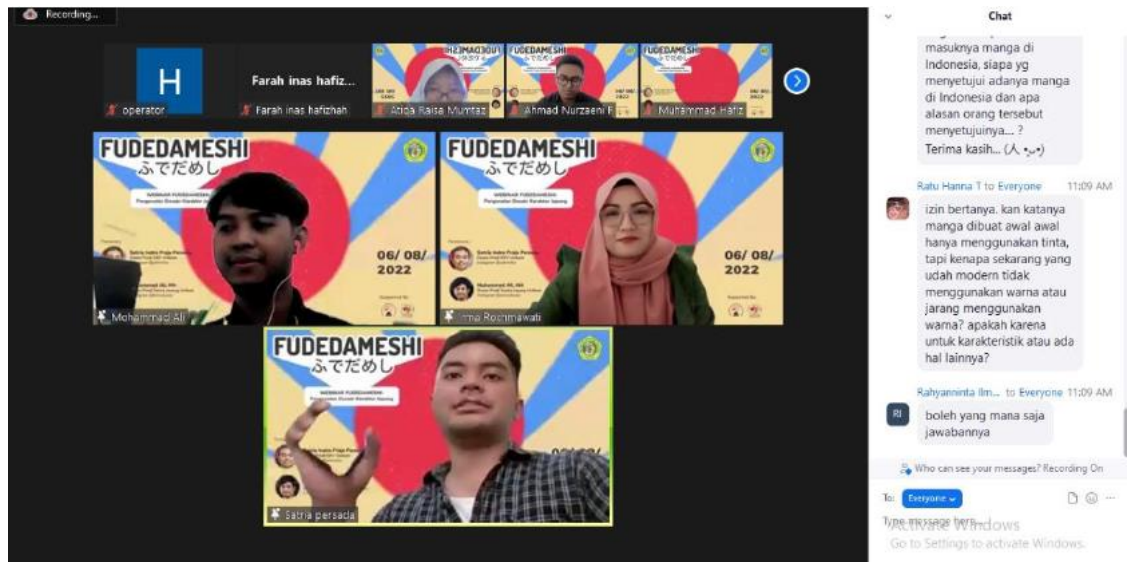 Recording...
H
operator
Farah inas hafiz...
Farah inas hafizhah
Atiqa Raisa Mumtaz
Ahmad Nurzaeni F
Muhammad Hafiz
FUDEDAMESHI
ふでだめし
WEBINAR FUDEDAMESHI
06/ 08/
2022
Mohammad Ali
FUDEDAMESHI
ふでだめし
WEBINAR FUDEDAMESHI
06/ 08/
2022
Irma Rochmawati
FUDEDAMESHI
ふでだめし
WEBINAR FUDEDAMESHI
Satria persada
Chat
masuknya manga di
Indonesia, siapa yg
menyetujui adanya manga
di Indonesia dan apa
alasan orang tersebut
menyetujuinya.... ?
Terima kasih... (人 •ᴗ•)
Ratu Hanna T to Everyone 11:09 AM
izin bertanya. kan katanya
manga dibuat awal awal
hanya menggunakan tinta,
tapi kenapa sekarang yang
udah modern tidak
menggunakan warna atau
jarang menggunakan
warna? apakah karena
untuk karakteristik atau ada
hal lainnya?
Rahyanninta Ilm... to Everyone 11:09 AM
RI
boleh yang mana saja
jawabannya
Who can see your messages? Recording On
To: Everyone
Type message here...
Activate Windows
Go to Settings to activate Windows.